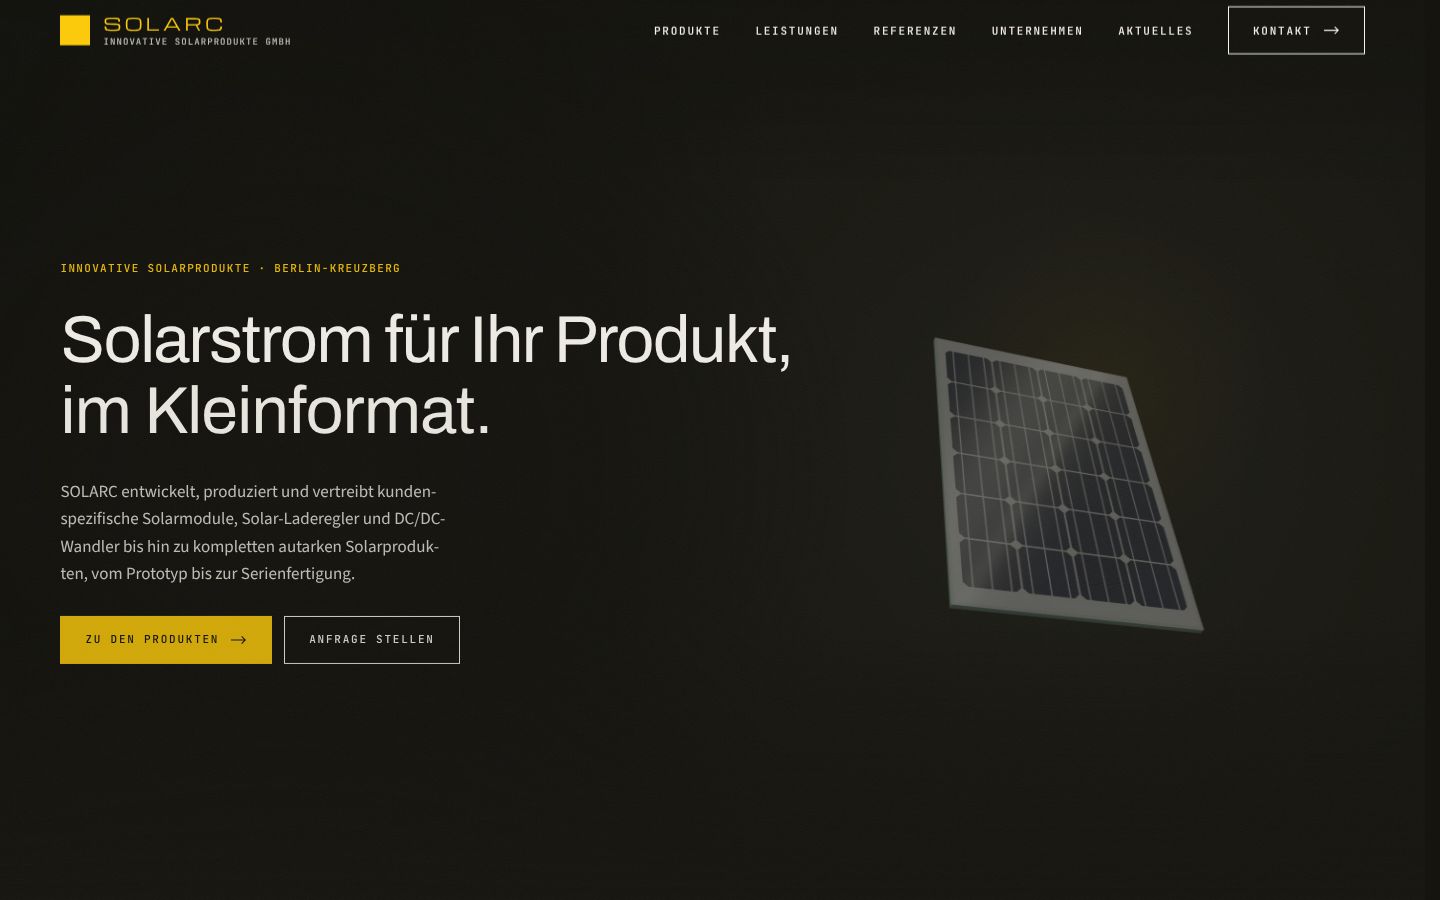 SOLARC
INNOVATIVE SOLARPRODUKTE GMBH
PRODUKTE
LEISTUNGEN
REFERENZEN
UNTERNEHMEN
AKTUELLES
KONTAKT →
INNOVATIVE SOLARPRODUKTE · BERLIN-KREUZBERG
Solarstrom für Ihr Produkt,
im Kleinformat.
SOLARC entwickelt, produziert und vertreibt kunden-
spezifische Solarmodule, Solar-Laderegler und DC/DC-
Wandler bis hin zu kompletten autarken Solarproduk-
ten, vom Prototyp bis zur Serienfertigung.
ZU DEN PRODUKTEN →
ANFRAGE STELLEN